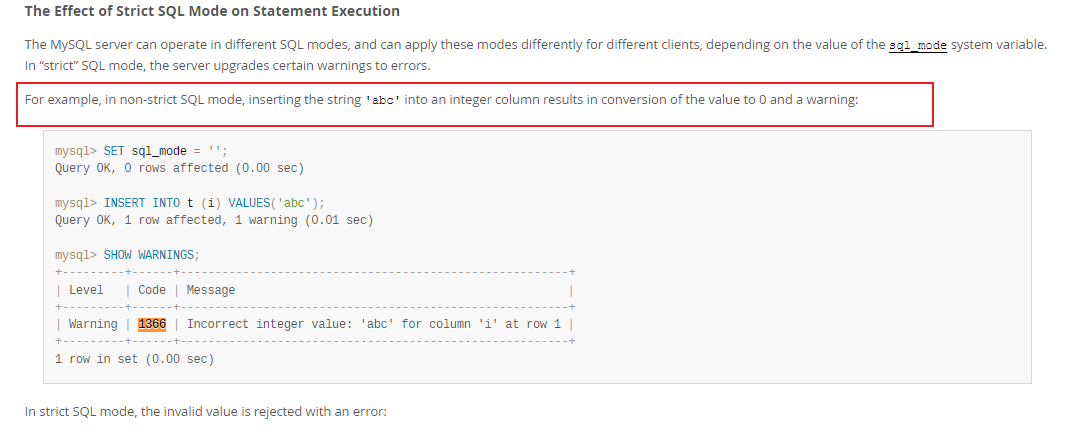 The Effect of Strict SQL Mode on Statement Execution
The MySQL server can operate in different SQL modes, and can apply these modes differently for different clients, depending on the value of the sql_mode system variable.
In “strict” SQL mode, the server upgrades certain warnings to errors.
For example, in non-strict SQL mode, inserting the string 'abc' into an integer column results in conversion of the value to 0 and a warning:
mysql> SET sql_mode = '';
Query OK, 0 rows affected (0.00 sec)
mysql> INSERT INTO t (i) VALUES('abc');
Query OK, 1 row affected, 1 warning (0.01 sec)
mysql> SHOW WARNINGS;
+---------+------+--------------------------------------------------------+
| Level   | Code | Message                                                |
+---------+------+--------------------------------------------------------+
| Warning | 1366 | Incorrect integer value: 'abc' for column 'i' at row 1 |
+---------+------+--------------------------------------------------------+
1 row in set (0.00 sec)
In strict SQL mode, the invalid value is rejected with an error: